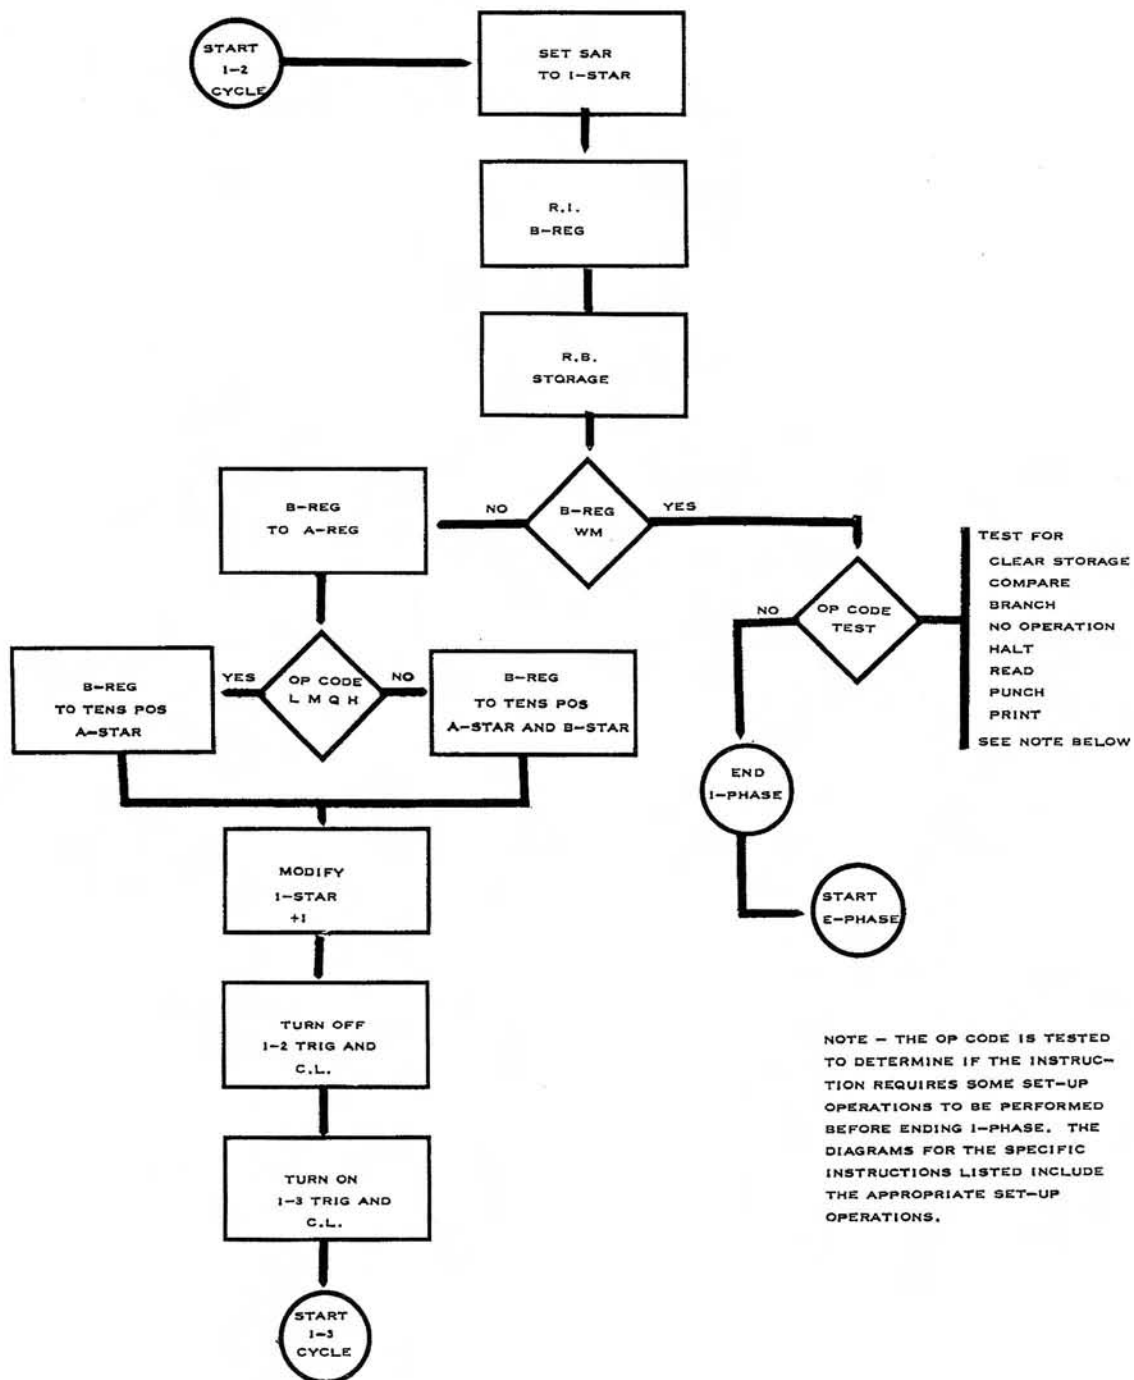 START
1-2
CYCLE
SET SAR
TO I-STAR
R.I.
B-REG
R.B.
STORAGE
B-REG
WM
NO
YES
B-REG
TO A-REG
OP CODE
TEST
NO
TEST FOR
CLEAR STORAGE
COMPARE
BRANCH
NO OPERATION
HALT
READ
PUNCH
PRINT
SEE NOTE BELOW
OP CODE
L M Q H
YES
NO
B-REG
TO TENS POS
A-STAR
B-REG
TO TENS POS
A-STAR AND B-STAR
END
I-PHASE
START
E-PHASE
MODIFY
I-STAR
+1
TURN OFF
1-2 TRIG AND
C.L.
TURN ON
1-3 TRIG AND
C.L.
START
1-3
CYCLE
NOTE - THE OP CODE IS TESTED
TO DETERMINE IF THE INSTRUC-
TION REQUIRES SOME SET-UP
OPERATIONS TO BE PERFORMED
BEFORE ENDING I-PHASE. THE
DIAGRAMS FOR THE SPECIFIC
INSTRUCTIONS LISTED INCLUDE
THE APPROPRIATE SET-UP
OPERATIONS.